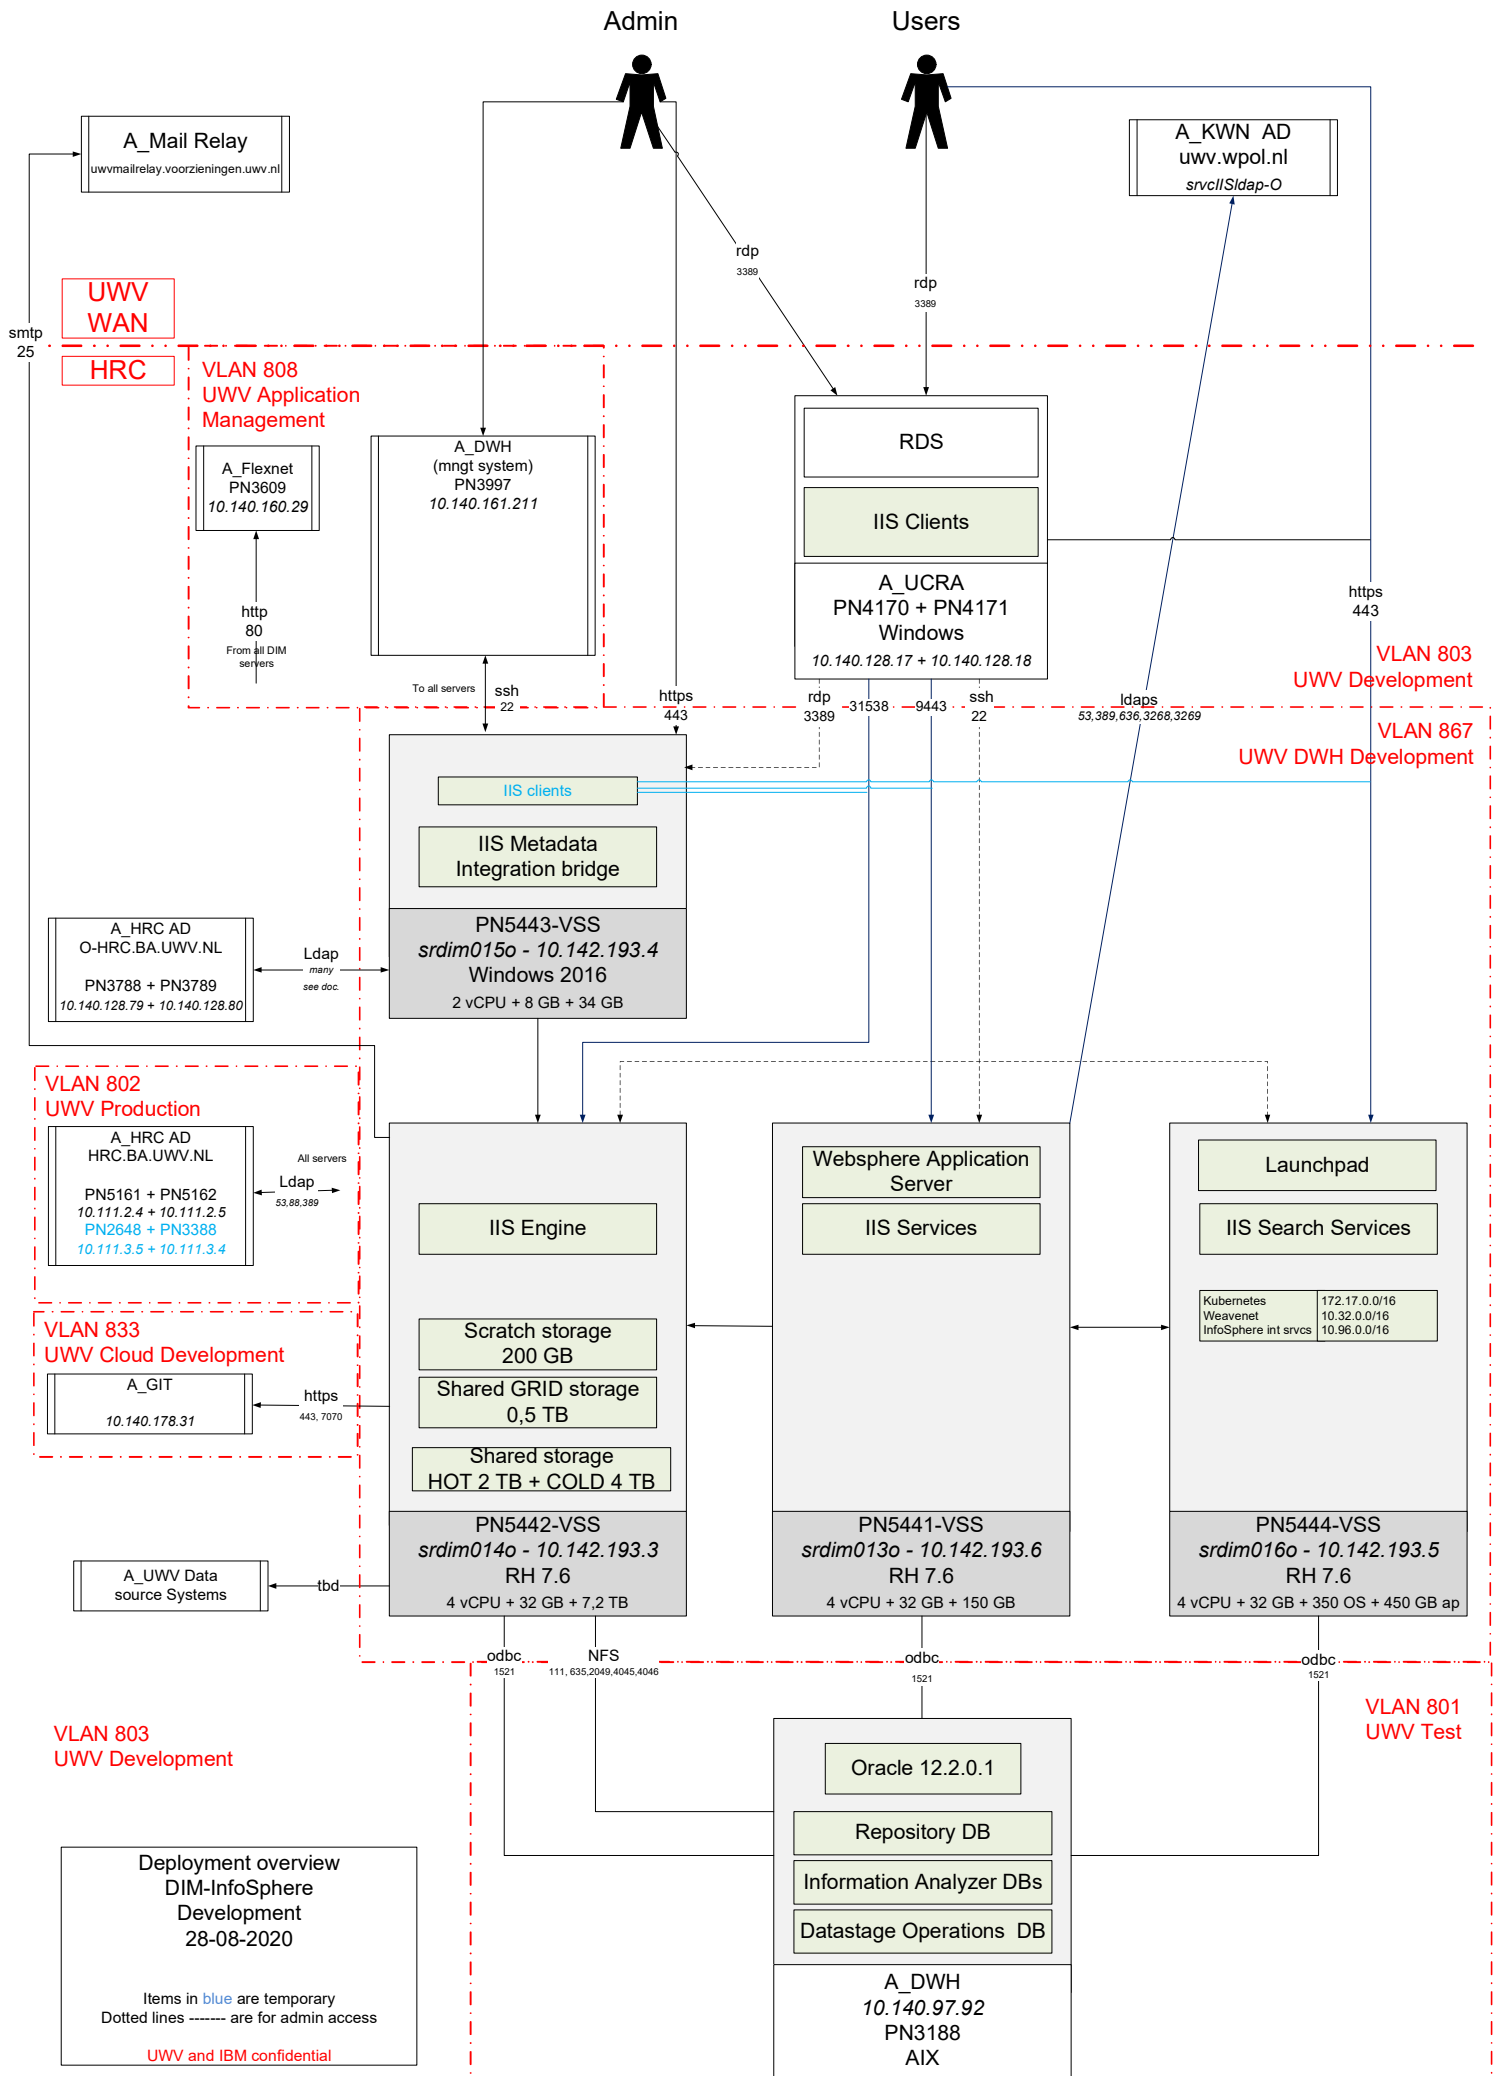 Admin
Users
A_Mail Relay
uwvmailrelay.voorzieningen.uwv.nl
A_KWN  AD
uwv.wpol.nl
srvcIISldap-O
rdp
3389
rdp
3389
UWV
WAN
smtp
25
HRC
VLAN 808
UWV Application
Management
A_Flexnet
PN3609
10.140.160.29
A_DWH
(mngt system)
PN3997
10.140.161.211
RDS
IIS Clients
A_UCRA
PN4170 + PN4171
Windows
10.140.128.17 + 10.140.128.18
http
80
From all DIM
servers
https
443
VLAN 803
UWV Development
To all servers
ssh
22
https
443
rdp
3389
31538
9443
ssh
22
ldaps
53,389,636,3268,3269
VLAN 867
UWV DWH Development
IIS clients
IIS Metadata
Integration bridge
PN5443-VSS
srdim015o - 10.142.193.4
Windows 2016
2 vCPU + 8 GB + 34 GB
A_HRC AD
O-HRC.BA.UWV.NL
PN3788 + PN3789
10.140.128.79 + 10.140.128.80
Ldap
many
see doc.
VLAN 802
UWV Production
A_HRC AD
HRC.BA.UWV.NL
PN5161 + PN5162
10.111.2.4 + 10.111.2.5
PN2648 + PN3388
10.111.3.5 + 10.111.3.4
All servers
Ldap
53,88,389
IIS Engine
Websphere Application
Server
IIS Services
Launchpad
IIS Search Services
Kubernetes 172.17.0.0/16
Weavenet 10.32.0.0/16
InfoSphere int srvcs 10.96.0.0/16
VLAN 833
UWV Cloud Development
A_GIT
10.140.178.31
https
443, 7070
Scratch storage
200 GB
Shared GRID storage
0,5 TB
Shared storage
HOT 2 TB + COLD 4 TB
PN5442-VSS
srdim014o - 10.142.193.3
RH 7.6
4 vCPU + 32 GB + 7,2 TB
PN5441-VSS
srdim013o - 10.142.193.6
RH 7.6
4 vCPU + 32 GB + 150 GB
PN5444-VSS
srdim016o - 10.142.193.5
RH 7.6
4 vCPU + 32 GB + 350 OS + 450 GB ap
A_UWV Data
source Systems
tbd
odbc
1521
NFS
111, 635,2049,4045,4046
odbc
1521
odbc
1521
VLAN 803
UWV Development
VLAN 801
UWV Test
Oracle 12.2.0.1
Repository DB
Information Analyzer DBs
Datastage Operations  DB
A_DWH
10.140.97.92
PN3188
AIX
Deployment overview
DIM-InfoSphere
Development
28-08-2020
Items in blue are temporary
Dotted lines ------- are for admin access
UWV and IBM confidential